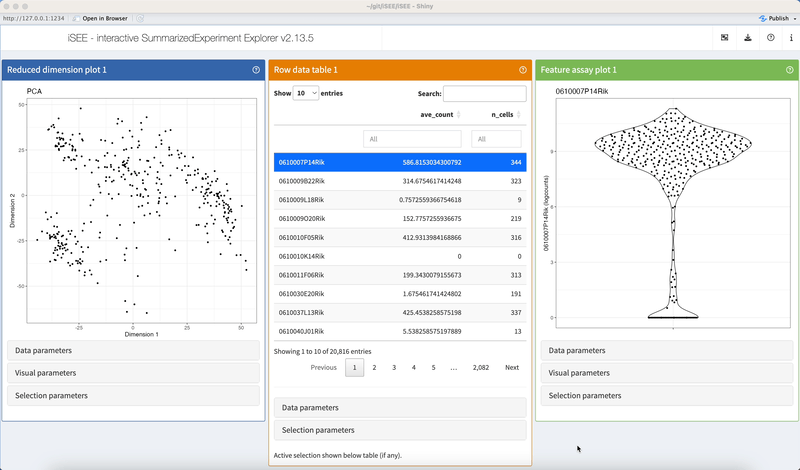 ~/git/iSEE/iSEE - Shiny
http://127.0.0.1:1234 Open in Browser Publish
iSEE - interactive SummarizedExperiment Explorer v2.13.5
Reduced dimension plot 1
PCA
50
25
0
-25
-50
Dimension 2
-50
-25
0
25
50
Dimension 1
Data parameters
Visual parameters
Selection parameters
Row data table 1
Show 10 entries Search:
ave_count n_cells
All All
0610007P14Rik 586.8153034300792 344
0610009B22Rik 314.6754617414248 323
0610009L18Rik 0.7572559366754618 9
0610009O20Rik 152.7757255936675 219
0610010F05Rik 412.9313984168866 316
0610010K14Rik 0 0
0610011F06Rik 199.3430079155673 313
0610030E20Rik 1.675461741424802 191
0610037L13Rik 425.4538258575198 337
0610040J01Rik 5.538258575197889 13
Showing 1 to 10 of 20,816 entries
Previous 1 2 3 4 5 … 2,082 Next
Data parameters
Selection parameters
Active selection shown below table (if any).
Feature assay plot 1
0610007P14Rik
9
6
3
0
0610007P14Rik (logcounts)
Data parameters
Visual parameters
Selection parameters